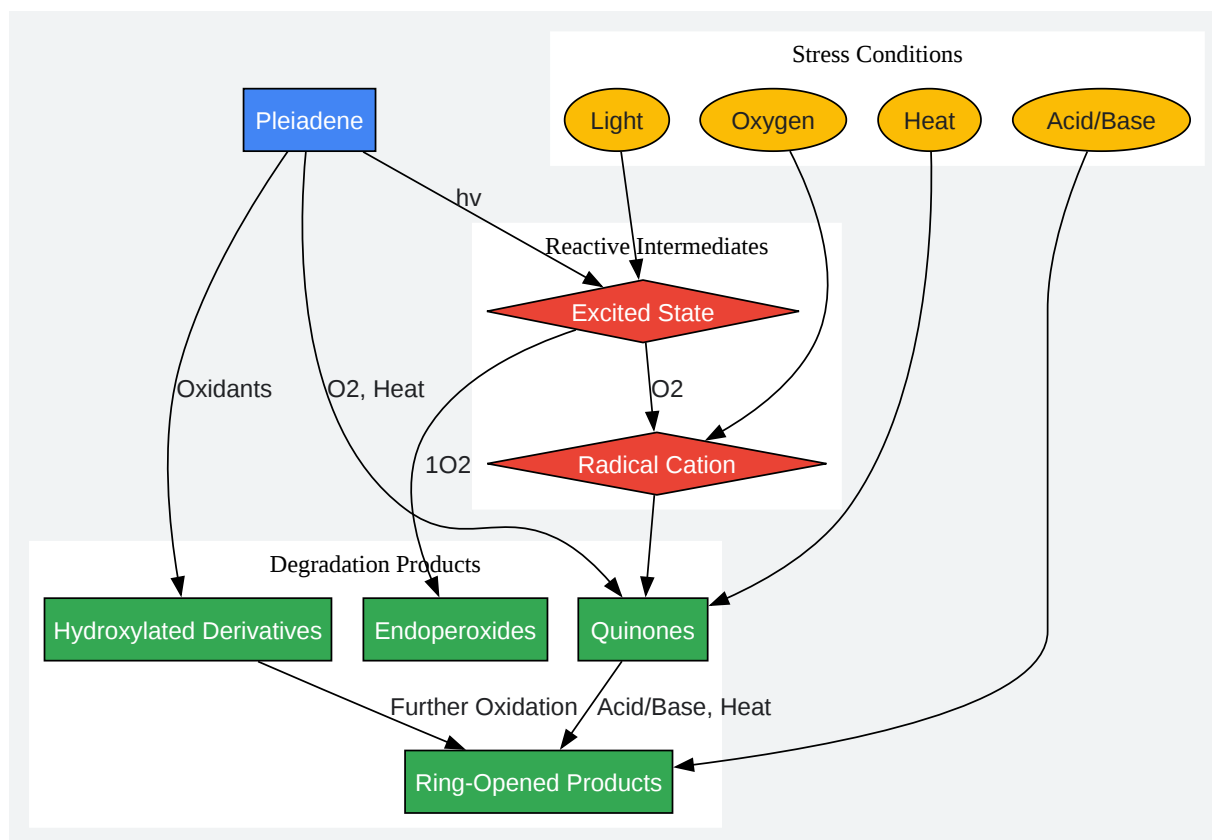 Stress Conditions
Pleiadene
Light
Oxygen
Heat
Acid/Base
hv
Reactive Intermediates
Excited State
Oxidants
O2, Heat
O2
1O2
Radical Cation
Degradation Products
Hydroxylated Derivatives
Endoperoxides
Quinones
Further Oxidation
Acid/Base, Heat
Ring-Opened Products